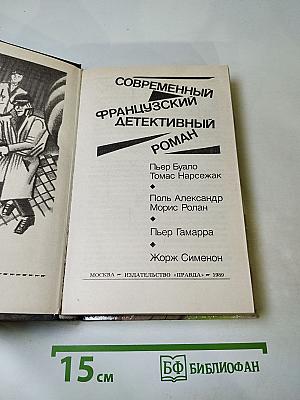 СОВРЕМЕННЫЙ
ФРАНЦУЗСКИЙ
ДЕТЕКТИВНЫЙ
РОМАН
Пьер Буало
Томас Нарсежак
Поль Александр
Морис Ролан
Пьер Гамарра
Жорж Сименон
МОСКВА – ИЗДАТЕЛЬСТВО «ПРАВДА» – 1989
15 см
БФ БИБЛИОФАН